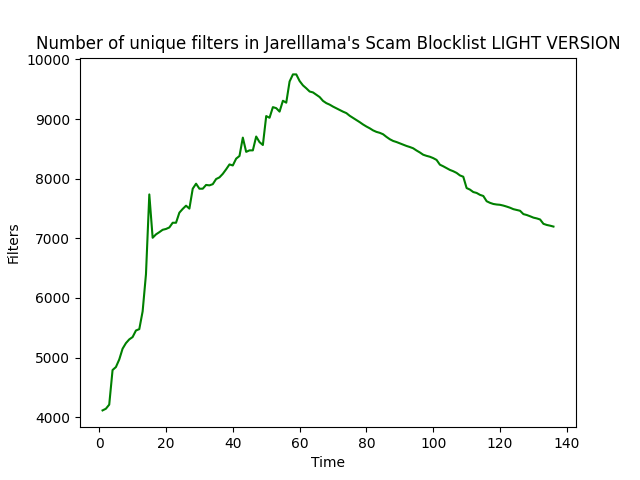 Number of unique filters in Jarelllama's Scam Blocklist LIGHT VERSION
10000
9000
8000
7000
6000
5000
4000
Filters
0 20 40 60 80 100 120 140
Time